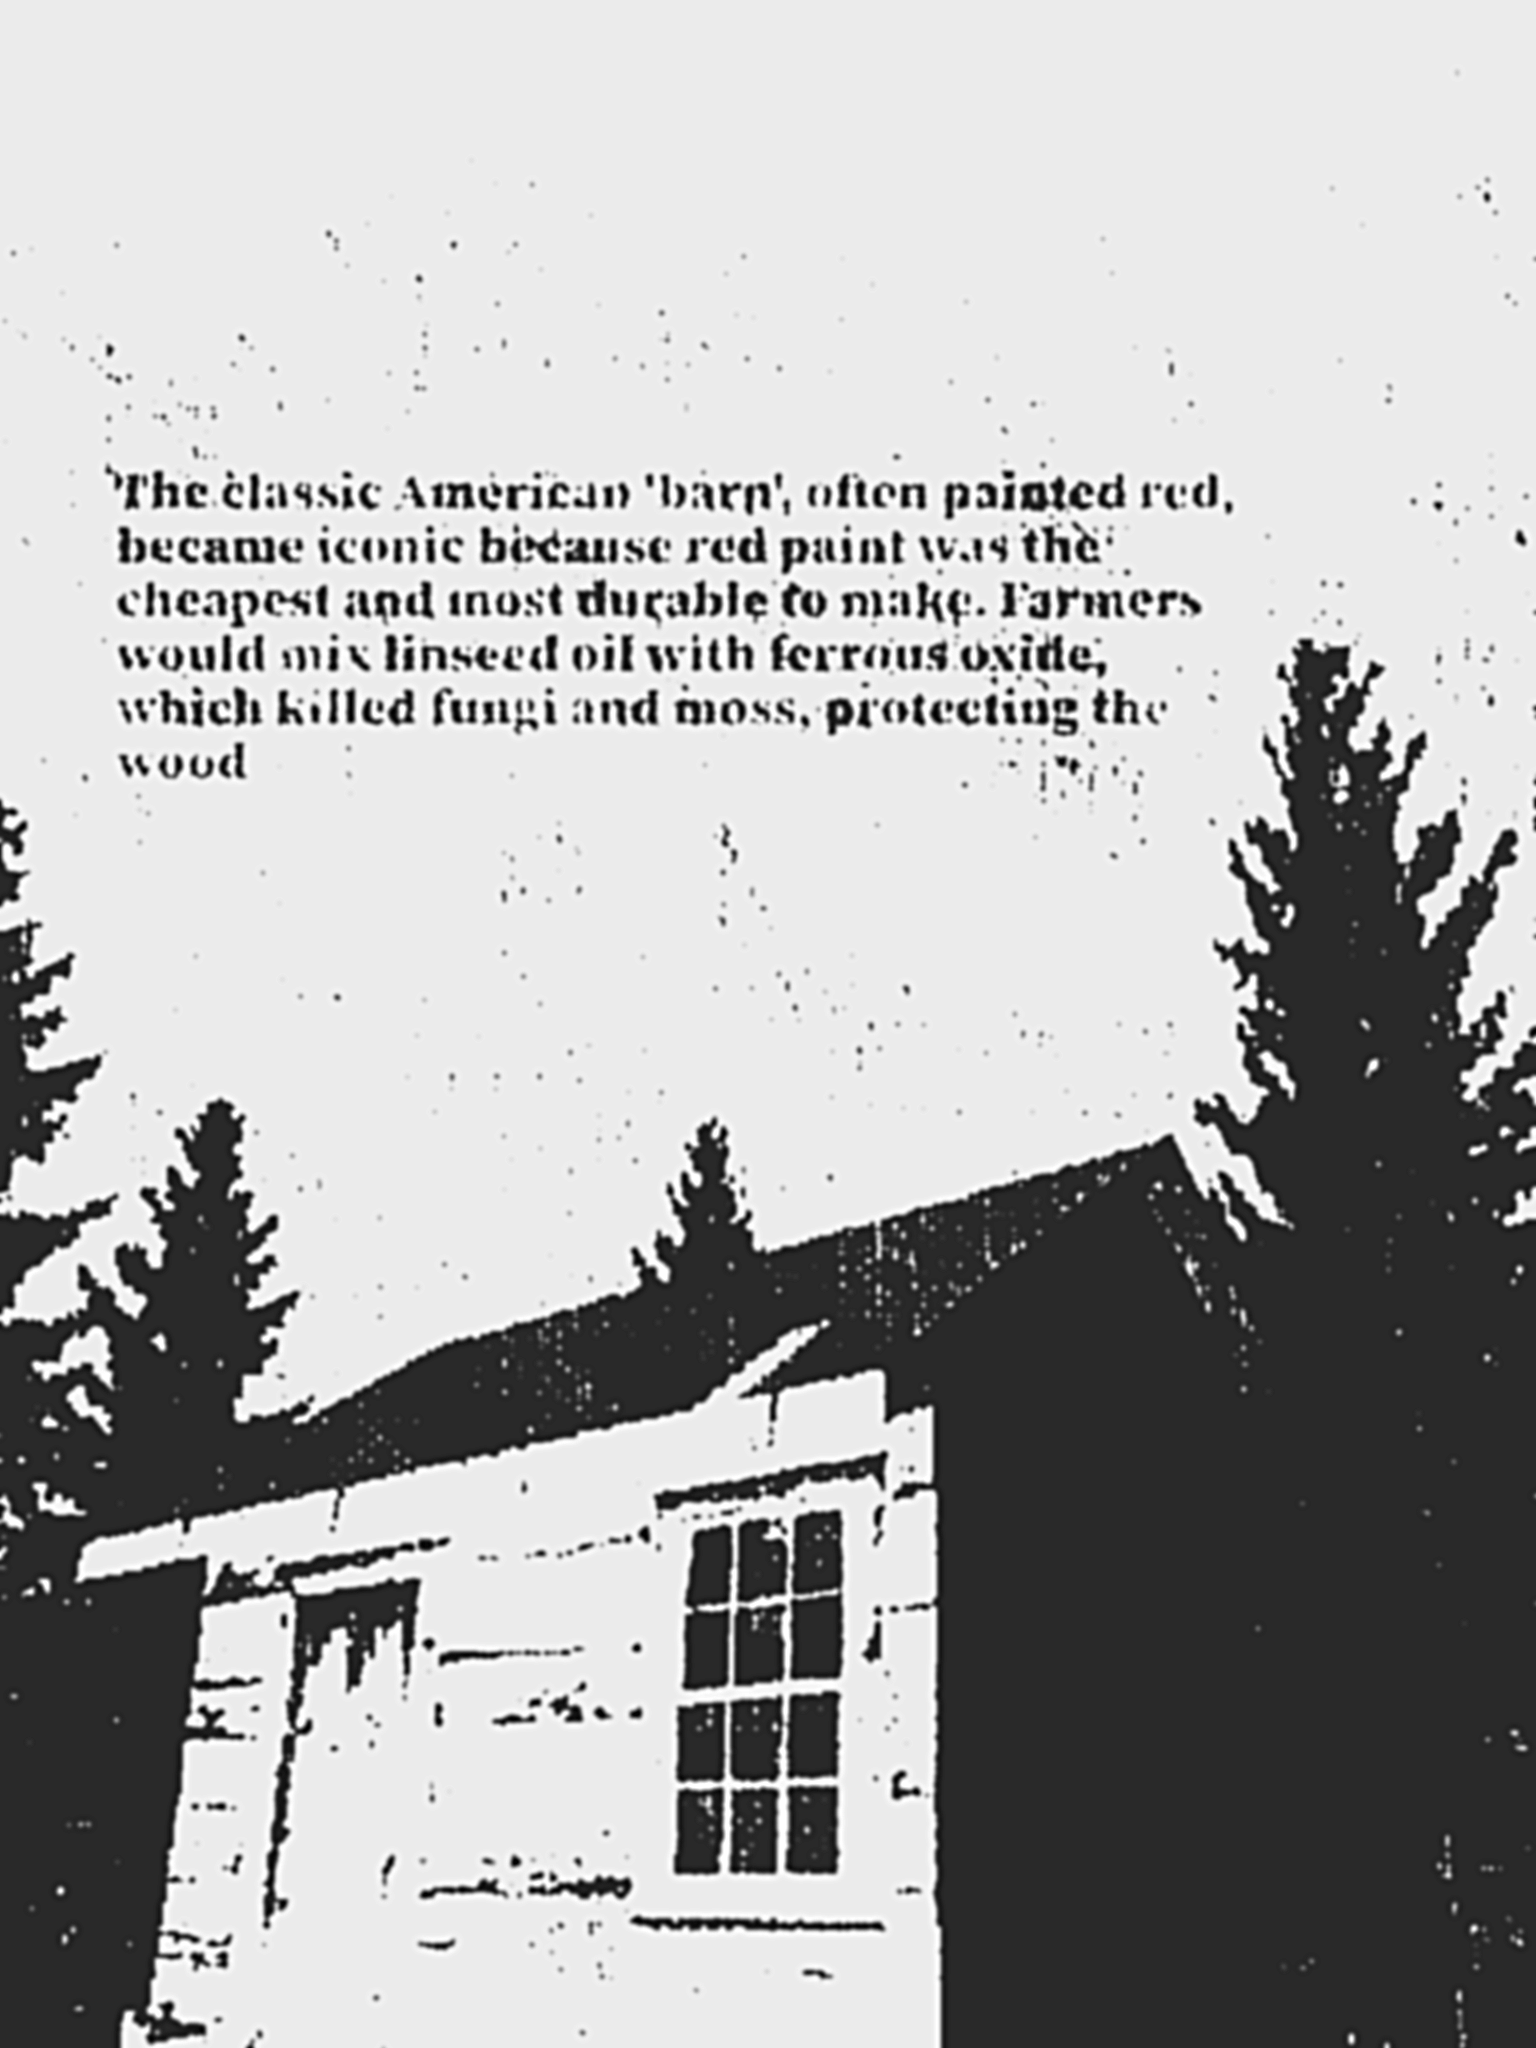 The classic American 'barn', often painted red,
became iconic because red paint was the
cheapest and most durable to make. Farmers
would mix linseed oil with ferrous oxide,
which killed fungi and moss, protecting the
wood